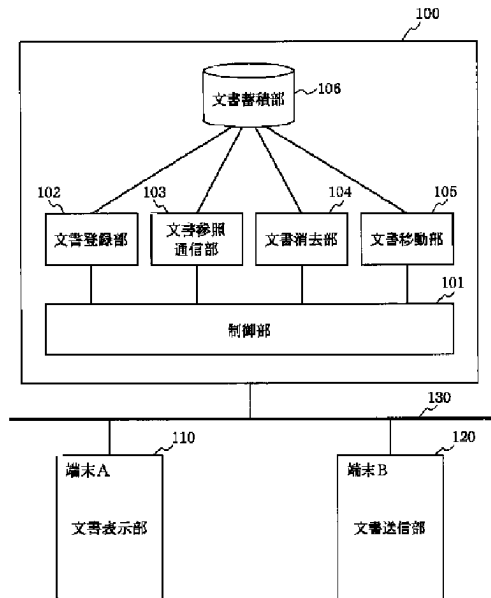 100
文書蓄積部
106
102
103
104
105
文書登録部
文書参照
通信部
文書消去部
文書移動部
101
制御部
130
110
120
端末A
文書表示部
端末B
文書送信部